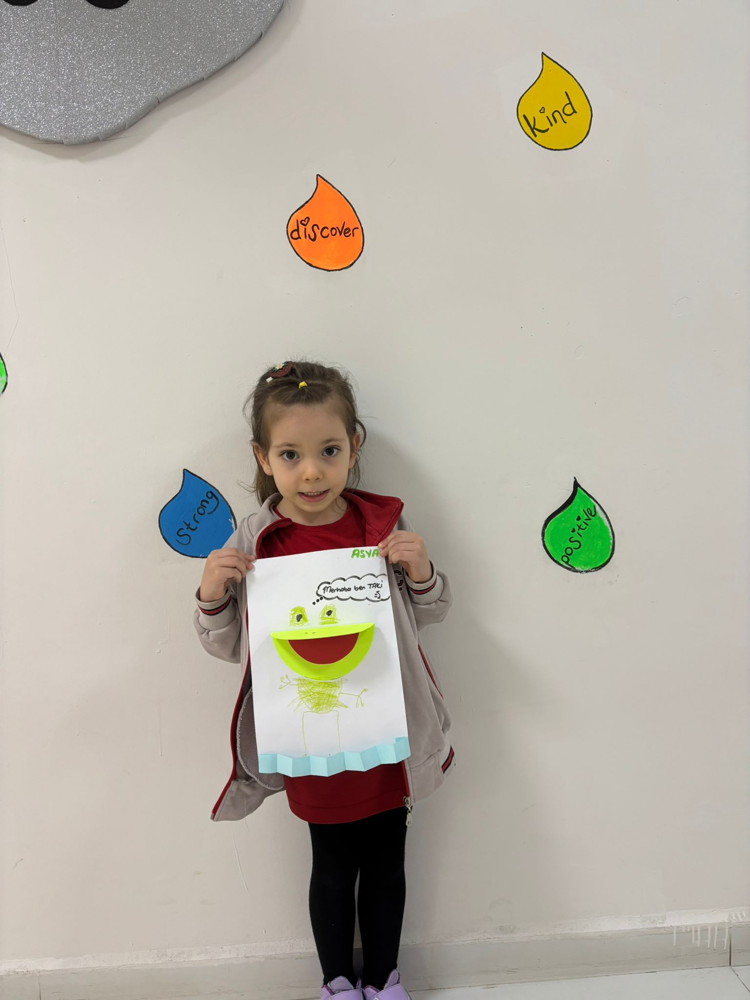 kind
discover
strong
positive
ASYA
Merhaba ben TAKi
:)